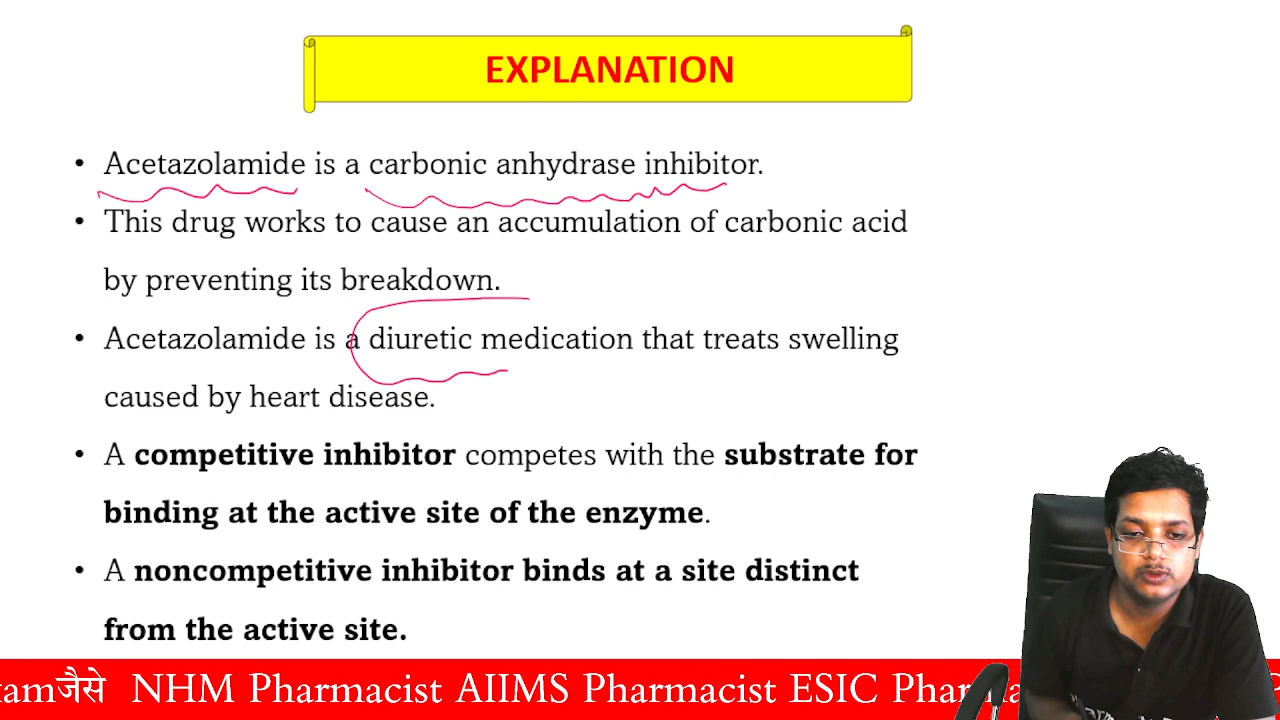 EXPLANATION
• Acetazolamide is a carbonic anhydrase inhibitor.
• This drug works to cause an accumulation of carbonic acid
by preventing its breakdown.
• Acetazolamide is a diuretic medication that treats swelling
caused by heart disease.
• A competitive inhibitor competes with the substrate for
binding at the active site of the enzyme.
• A noncompetitive inhibitor binds at a site distinct
from the active site.
xamजैसे NHM Pharmacist AIIMS Pharmacist ESIC Phar